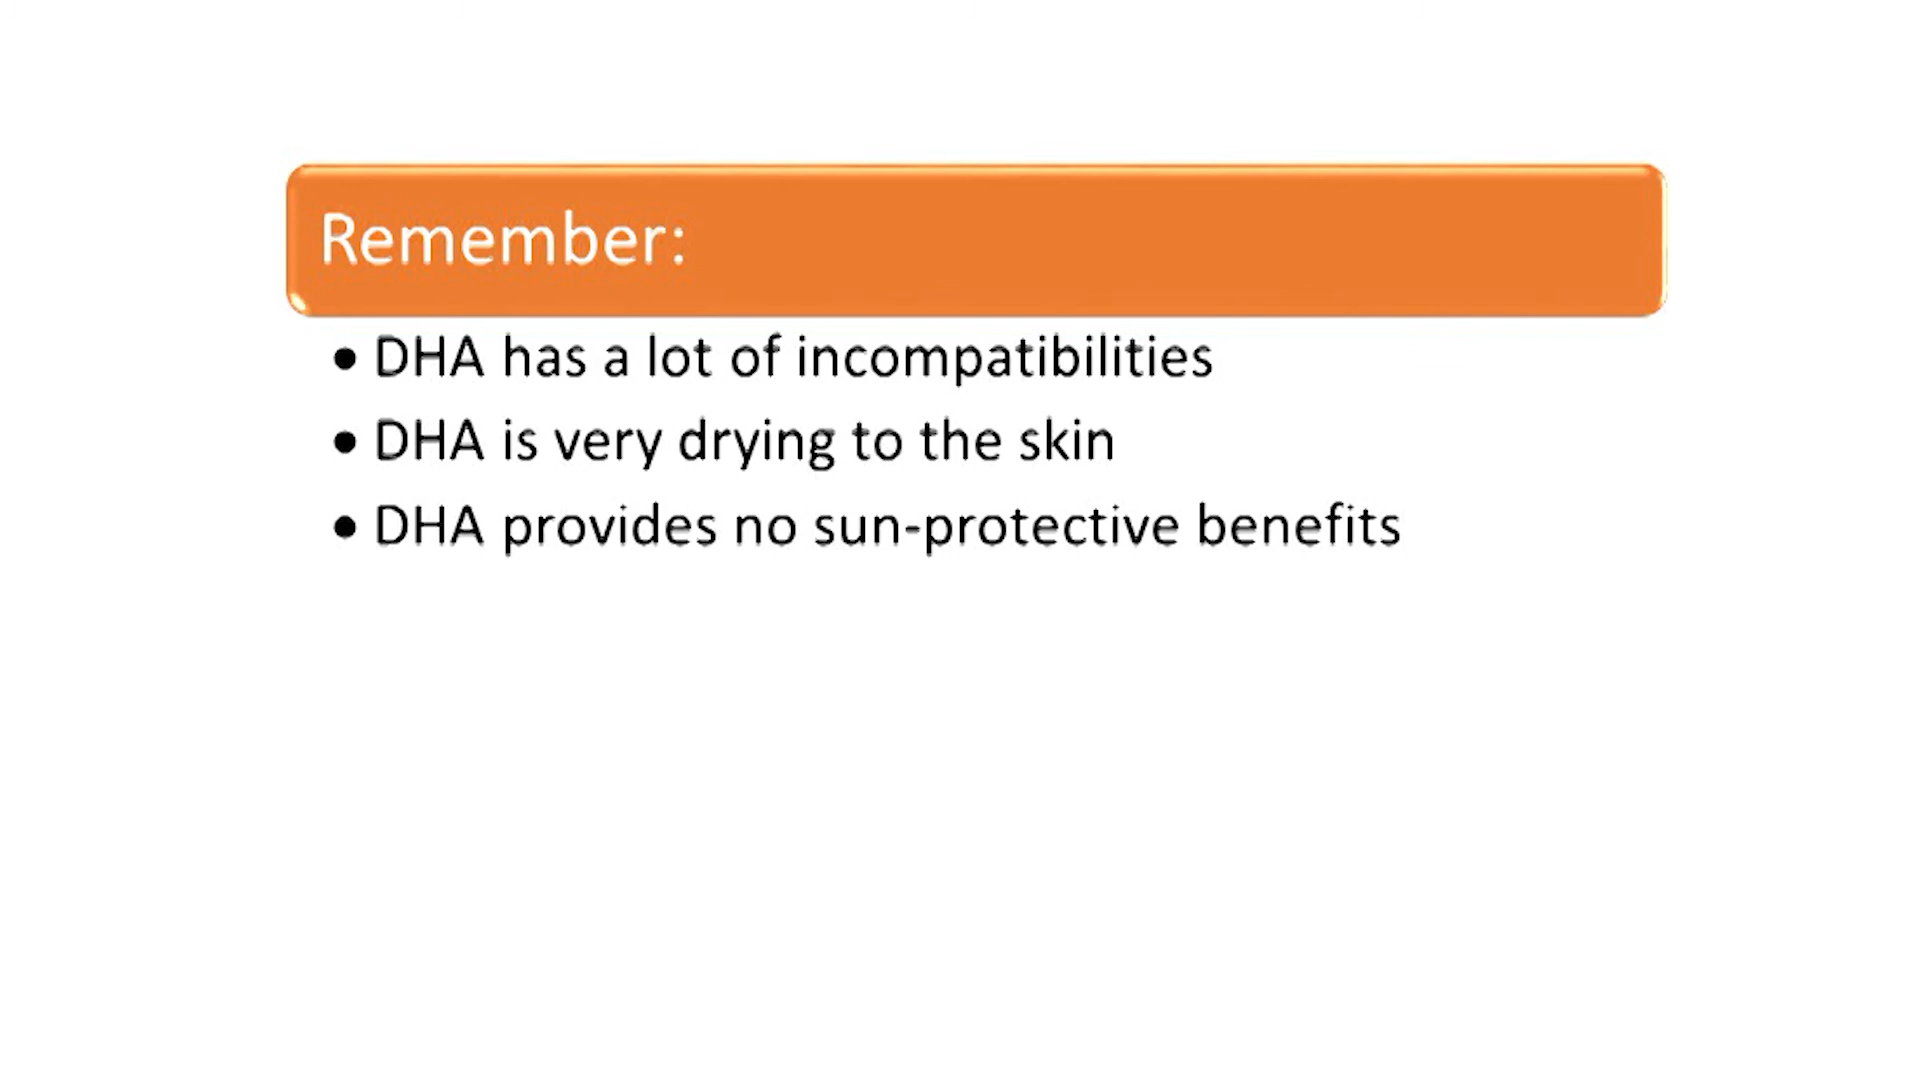 Remember:
• DHA has a lot of incompatibilities
• DHA is very drying to the skin
• DHA provides no sun-protective benefits